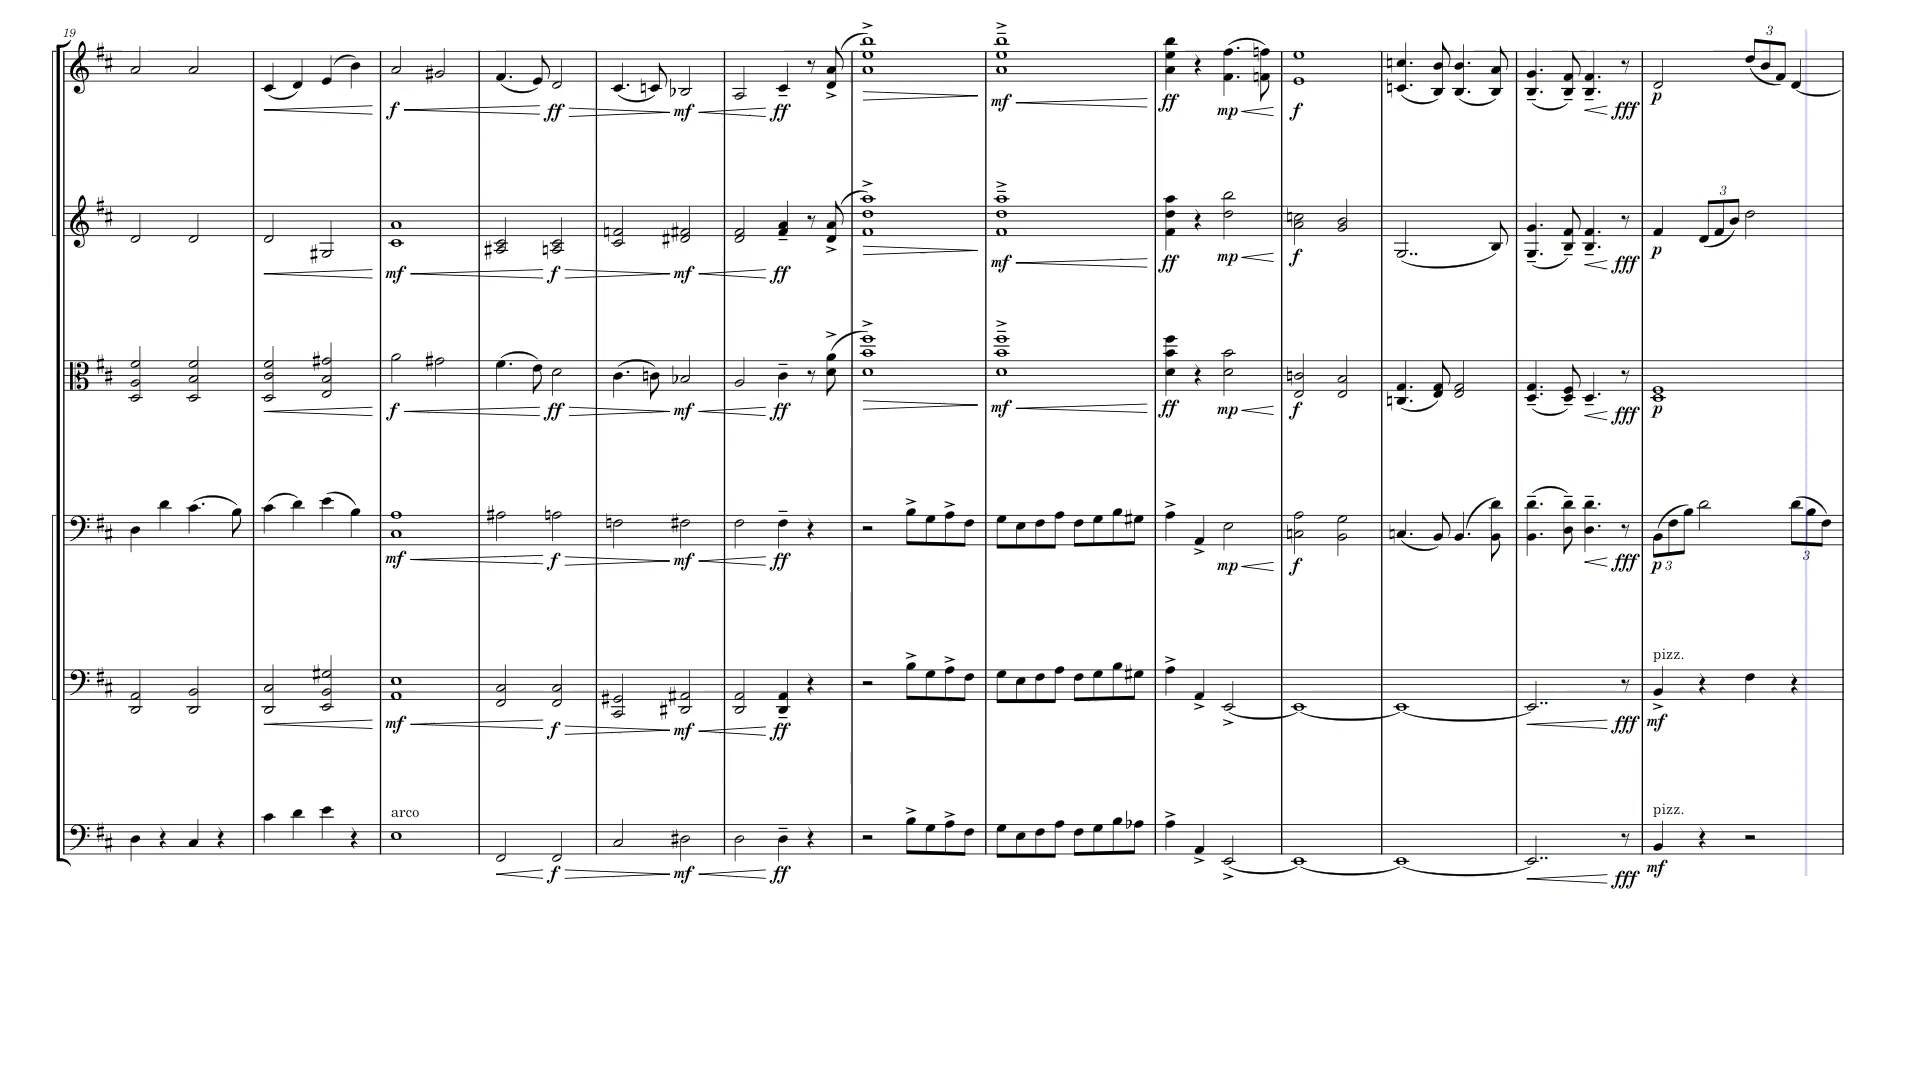 19
3
f ff mf ff mf ff mp f fff p
3
mf f mf ff mf ff mp f fff p
f ff mf ff mf ff mp f fff p
mf f mf ff mp f fff p 3 3
pizz.
mf f mf ff fff mf
arco pizz.
f mf ff fff mf